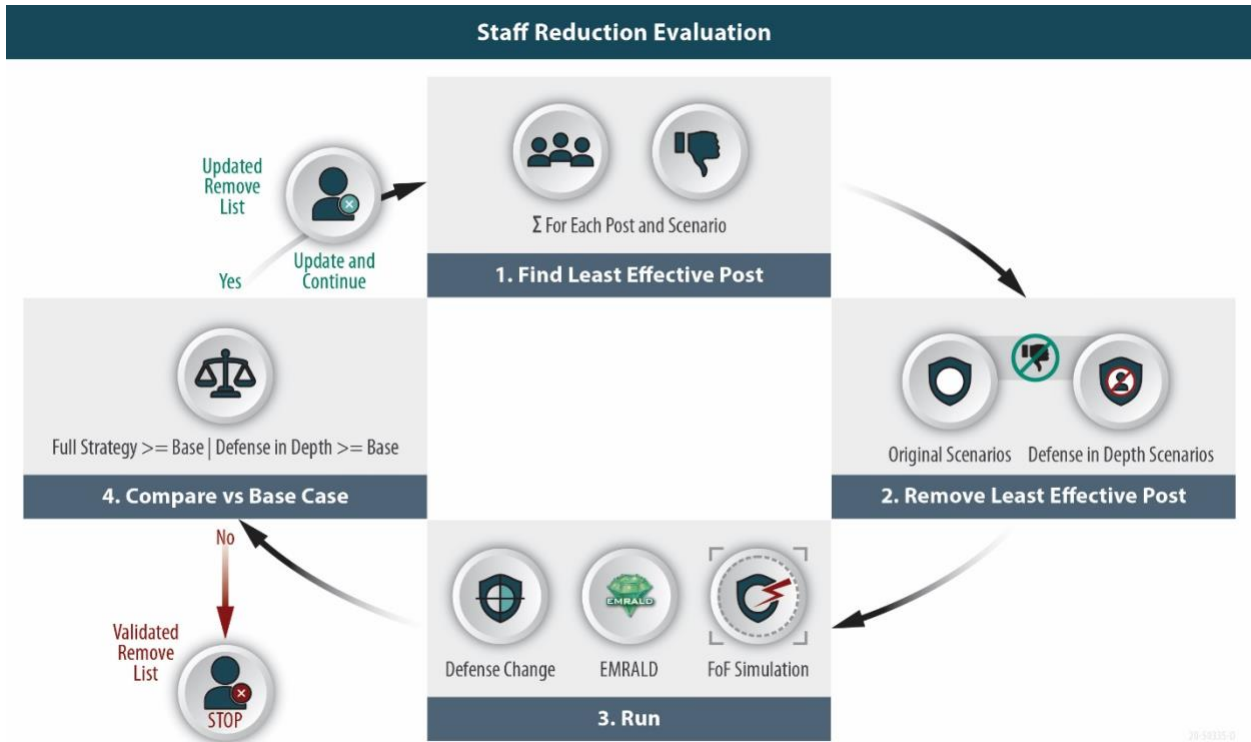 Staff Reduction Evaluation
Updated
Remove
List
Yes
Update and
Continue
Σ For Each Post and Scenario
1. Find Least Effective Post
Original Scenarios
Defense in Depth Scenarios
2. Remove Least Effective Post
Defense Change
EMRALD
EMRALD
FoF Simulation
3. Run
Full Strategy >= Base | Defense in Depth >= Base
4. Compare vs Base Case
No
Validated
Remove
List
STOP